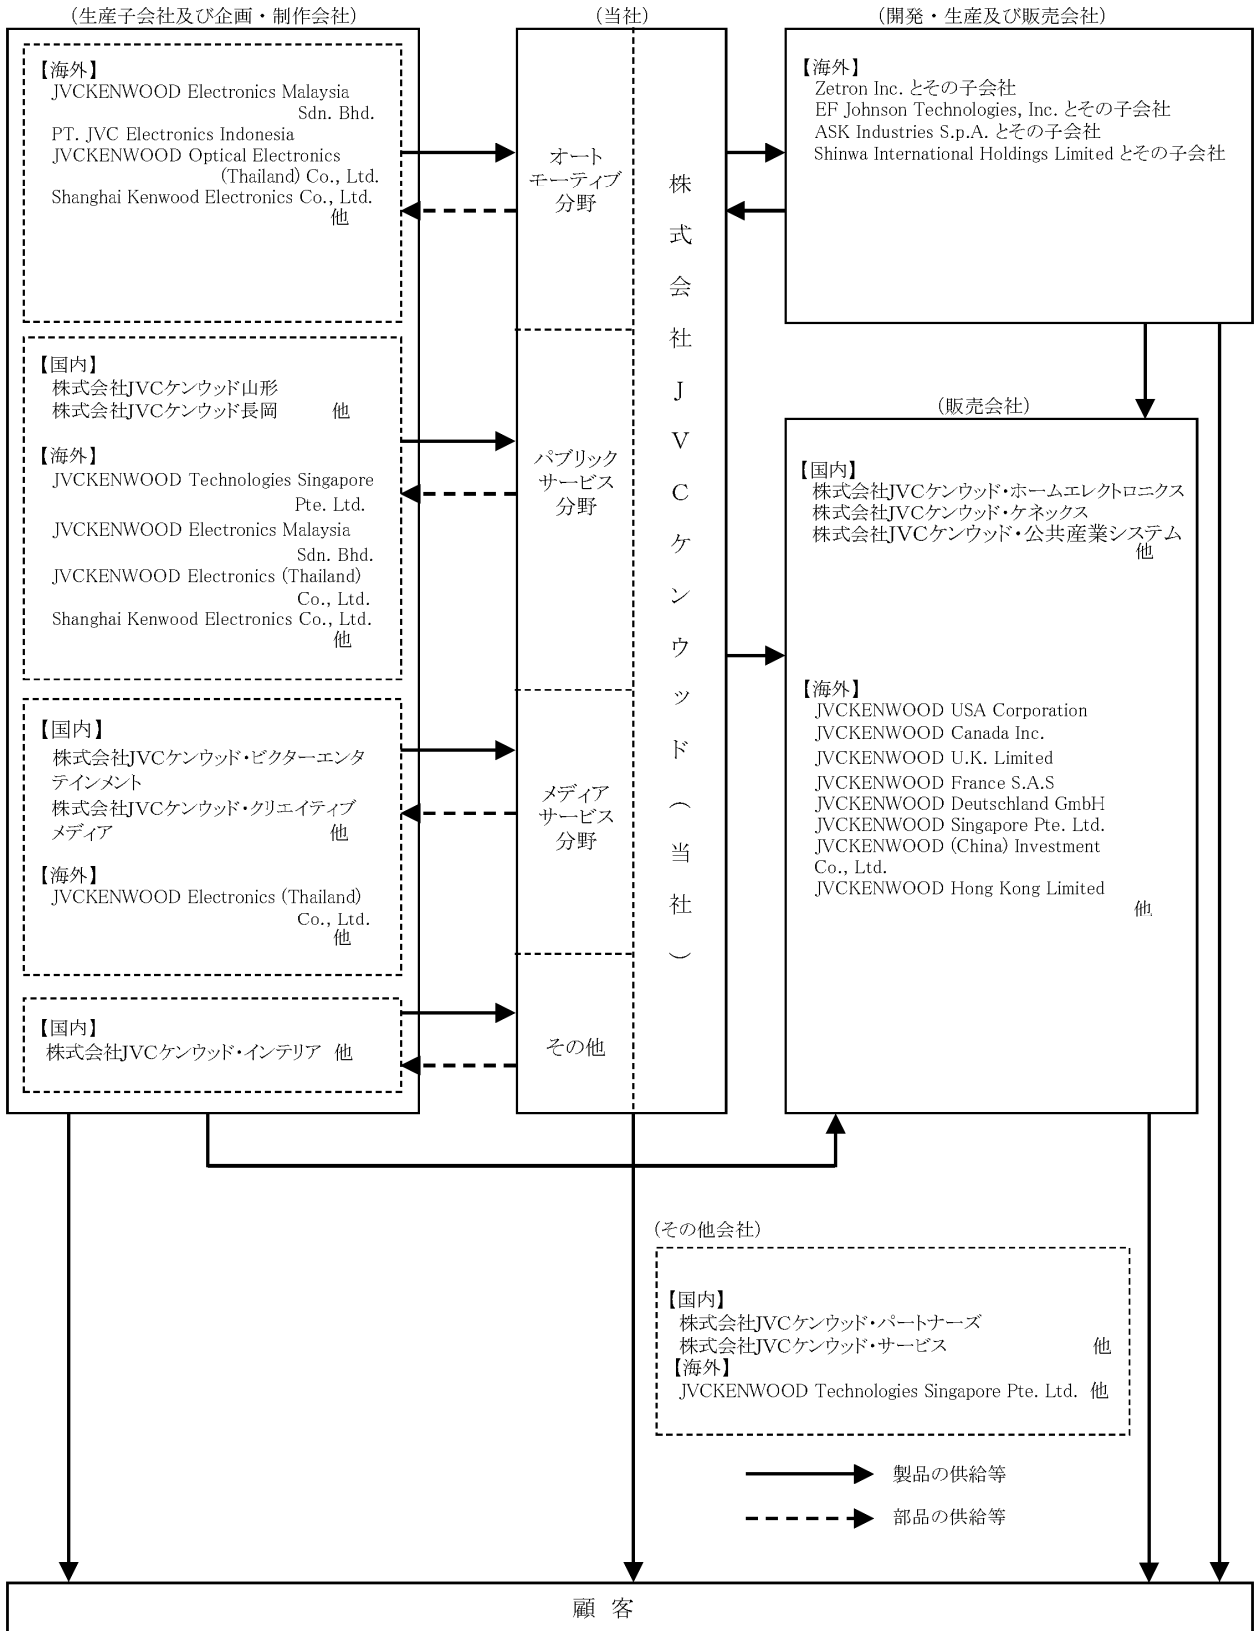 (生産子会社及び企画・制作会社)
【海外】
JVCKENWOOD Electronics Malaysia
Sdn. Bhd.
PT. JVC Electronics Indonesia
JVCKENWOOD Optical Electronics
(Thailand) Co., Ltd.
Shanghai Kenwood Electronics Co., Ltd.
他
【国内】
株式会社JVCケンウッド山形
株式会社JVCケンウッド長岡 他
【海外】
JVCKENWOOD Technologies Singapore
Pte. Ltd.
JVCKENWOOD Electronics Malaysia
Sdn. Bhd.
JVCKENWOOD Electronics (Thailand)
Co., Ltd.
Shanghai Kenwood Electronics Co., Ltd.
他
【国内】
株式会社JVCケンウッド・ビクターエンタ
テインメント
株式会社JVCケンウッド・クリエイティブ
メディア 他
【海外】
JVCKENWOOD Electronics (Thailand)
Co., Ltd.
他
【国内】
株式会社JVCケンウッド・インテリア 他
(当社)
オート
モーティブ
分野
パブリック
サービス
分野
メディア
サービス
分野
その他
株式会社JVCケンウッド(当社)
(開発・生産及び販売会社)
【海外】
Zetron Inc. とその子会社
EF Johnson Technologies, Inc. とその子会社
ASK Industries S.p.A. とその子会社
Shinwa International Holdings Limited とその子会社
(販売会社)
【国内】
株式会社JVCケンウッド・ホームエレクトロニクス
株式会社JVCケンウッド・ケネックス
株式会社JVCケンウッド・公共産業システム
他
【海外】
JVCKENWOOD USA Corporation
JVCKENWOOD Canada Inc.
JVCKENWOOD U.K. Limited
JVCKENWOOD France S.A.S
JVCKENWOOD Deutschland GmbH
JVCKENWOOD Singapore Pte. Ltd.
JVCKENWOOD (China) Investment
Co., Ltd.
JVCKENWOOD Hong Kong Limited
他
(その他会社)
【国内】
株式会社JVCケンウッド・パートナーズ
株式会社JVCケンウッド・サービス 他
【海外】
JVCKENWOOD Technologies Singapore Pte. Ltd. 他
製品の供給等
部品の供給等
顧 客